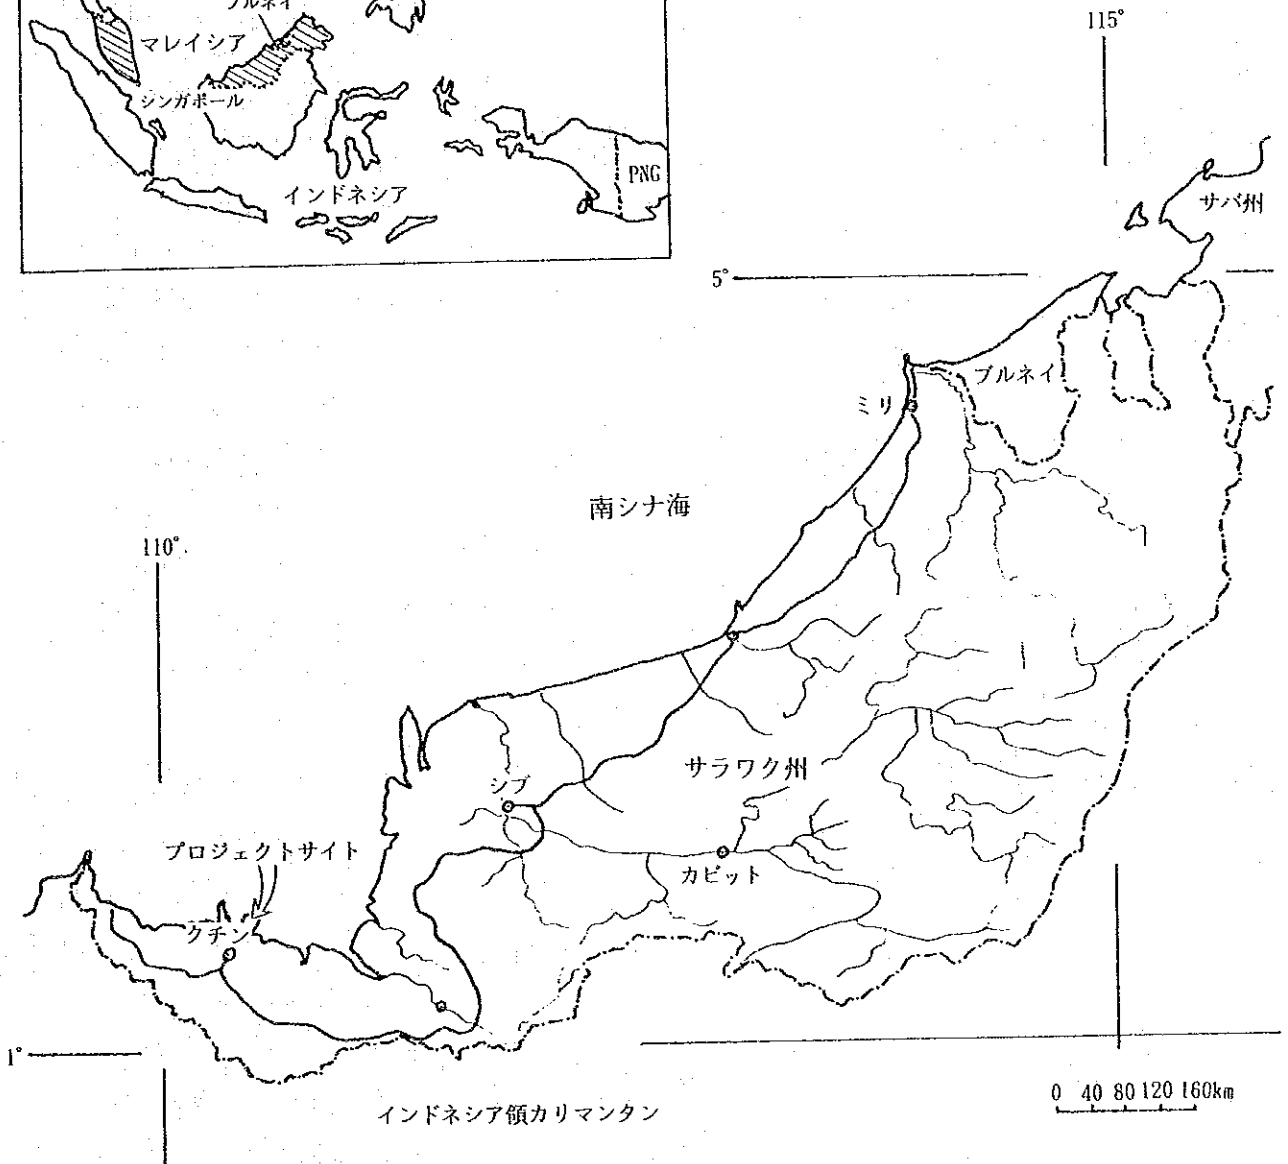 ブルネイ
マレイシア
シンガポール
インドネシア
PNG
115°
サバ州
5°
ブルネイ
ミリ
南シナ海
110°
サラワク州
シブ
プロジェクトサイト
カピット
クチン
1°
0 40 80 120 160km
インドネシア領カリマンタン